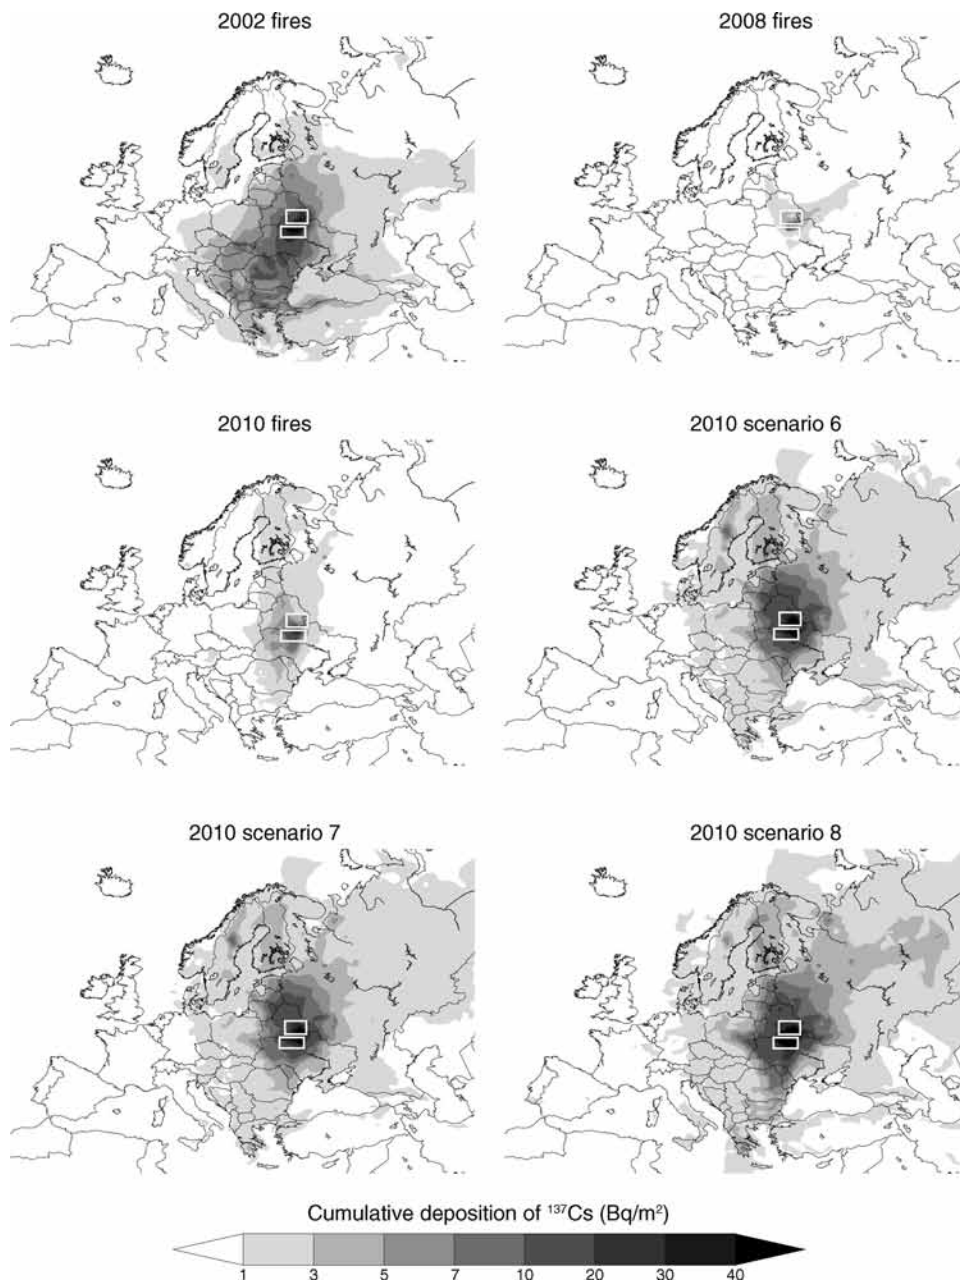 2002 fires
2008 fires
2010 fires
2010 scenario 6
2010 scenario 7
2010 scenario 8
Cumulative deposition of ¹³⁷Cs (Bq/m²)
1 3 5 7 10 20 30 40